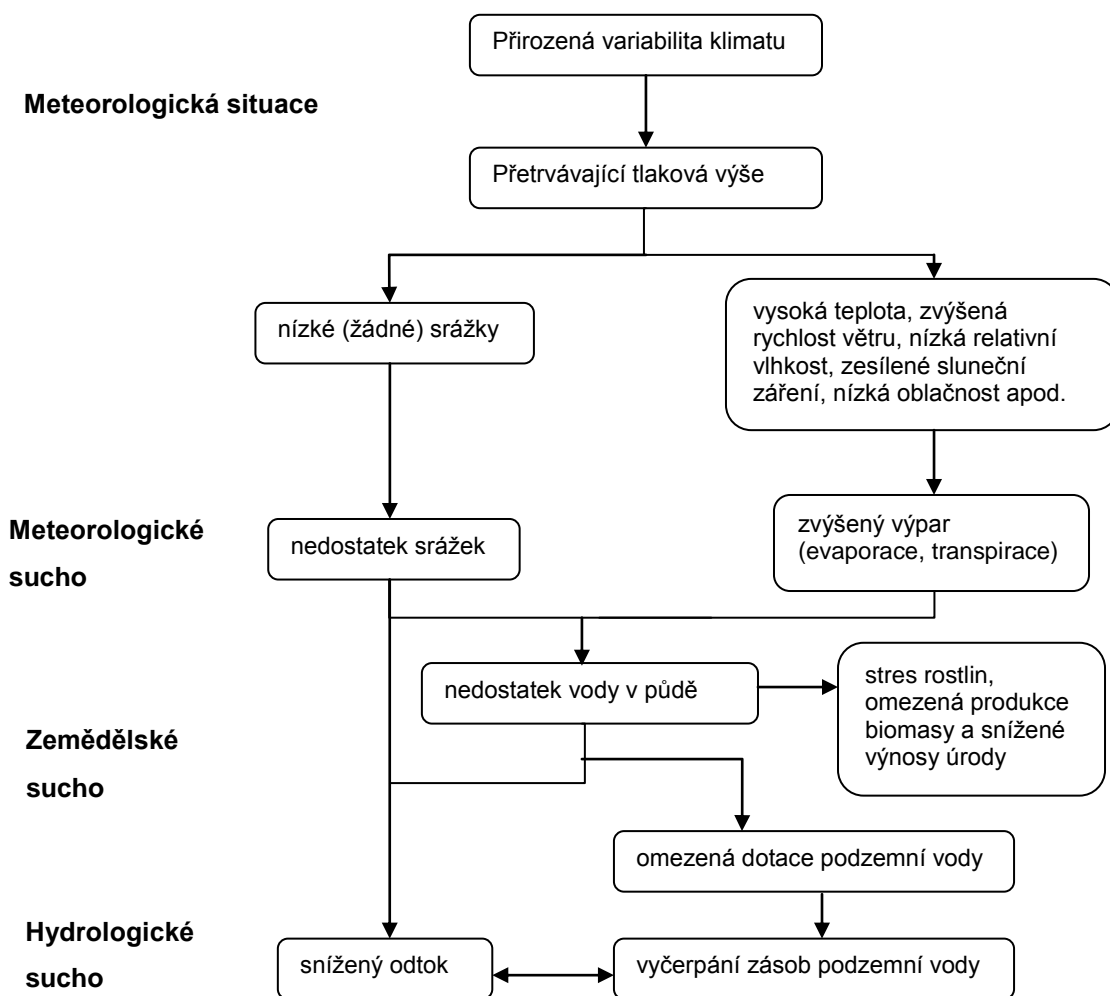 Přirozená variabilita klimatu
Meteorologická situace
Přetrvávající tlaková výše
nízké (žádné) srážky
vysoká teplota, zvýšená
rychlost větru, nízká relativní
vlhkost, zesílené sluneční
záření, nízká oblačnost apod.
Meteorologické
sucho
nedostatek srážek
zvýšený výpar
(evaporace, transpirace)
nedostatek vody v půdě
stres rostlin,
omezená produkce
biomasy a snížené
výnosy úrody
Zemědělské
sucho
omezená dotace podzemní vody
Hydrologické
sucho
snížený odtok
vyčerpání zásob podzemní vody